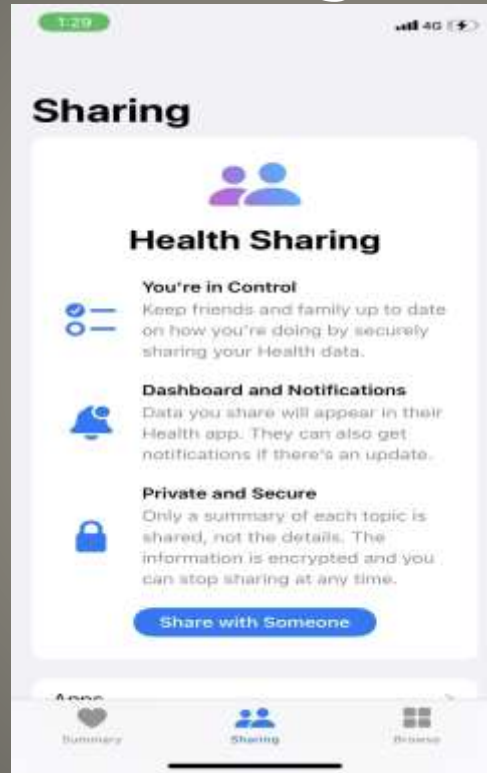 1:29
4G
Sharing
Health Sharing
You're in Control
Keep friends and family up to date
on how you're doing by securely
sharing your Health data.
Dashboard and Notifications
Data you share will appear in their
Health app. They can also get
notifications if there's an update.
Private and Secure
Only a summary of each topic is
shared, not the details. The
information is encrypted and you
can stop sharing at any time.
Share with Someone
Apps
Summary
Sharing
Browse